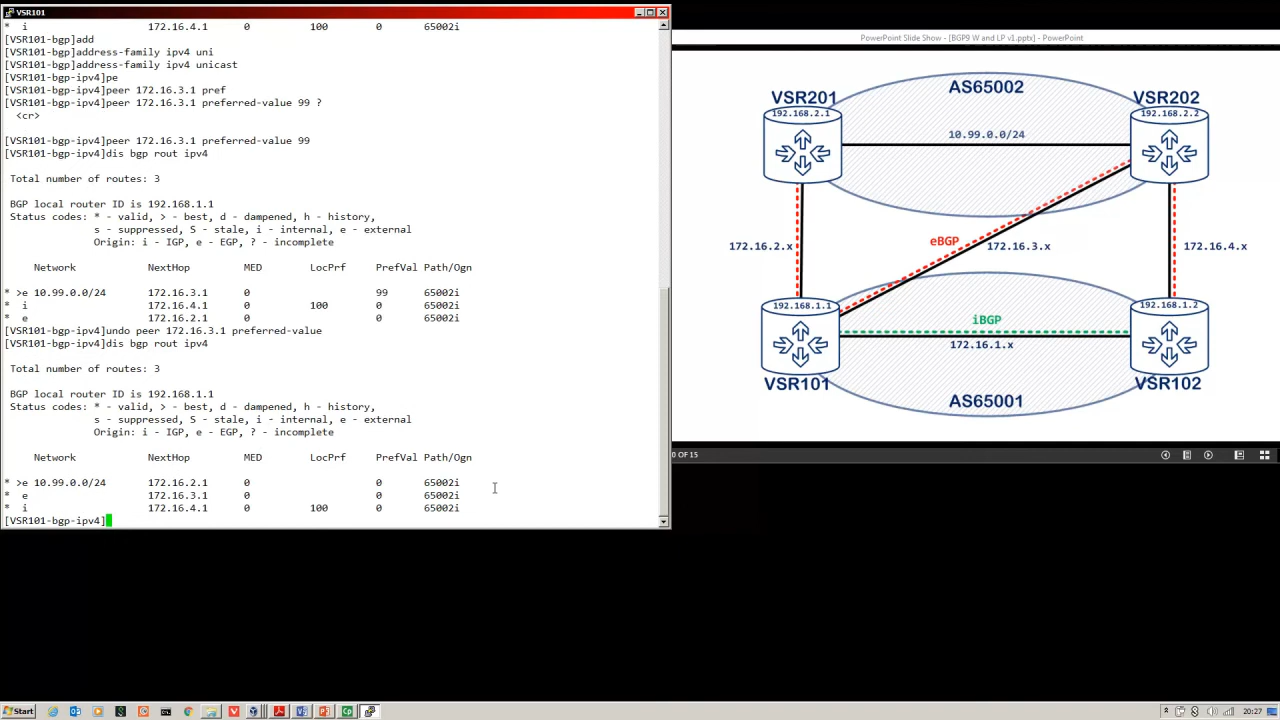 VSR101
* i 172.16.4.1 0 100 0 65002i
[VSR101-bgp]add
[VSR101-bgp]address-family ipv4 uni
[VSR101-bgp]address-family ipv4 unicast
[VSR101-bgp-ipv4]pe
[VSR101-bgp-ipv4]peer 172.16.3.1 pref
[VSR101-bgp-ipv4]peer 172.16.3.1 preferred-value 99 ?
<cr>
[VSR101-bgp-ipv4]peer 172.16.3.1 preferred-value 99
[VSR101-bgp-ipv4]dis bgp rout ipv4
Total number of routes: 3
BGP local router ID is 192.168.1.1
Status codes: * - valid, > - best, d - dampened, h - history,
s - suppressed, S - stale, i - internal, e - external
Origin: i - IGP, e - EGP, ? - incomplete
Network NextHop MED LocPrf PrefVal Path/Ogn
* >e 10.99.0.0/24 172.16.3.1 0 99 65002i
* i 172.16.4.1 0 100 0 65002i
* e 172.16.2.1 0 0 65002i
[VSR101-bgp-ipv4]undo peer 172.16.3.1 preferred-value
[VSR101-bgp-ipv4]dis bgp rout ipv4
Total number of routes: 3
BGP local router ID is 192.168.1.1
Status codes: * - valid, > - best, d - dampened, h - history,
s - suppressed, S - stale, i - internal, e - external
Origin: i - IGP, e - EGP, ? - incomplete
Network NextHop MED LocPrf PrefVal Path/Ogn
* >e 10.99.0.0/24 172.16.2.1 0 0 65002i
* e 172.16.3.1 0 0 65002i
* i 172.16.4.1 0 100 0 65002i
[VSR101-bgp-ipv4]
PowerPoint Slide Show - [BGP9 W and LP v1.pptx] - PowerPoint
AS65002
VSR201
VSR202
192.168.2.1
192.168.2.2
10.99.0.0/24
eBGP
172.16.2.x
172.16.3.x
172.16.4.x
192.168.1.1
192.168.1.2
iBGP
172.16.1.x
VSR101
VSR102
AS65001
0 OF 15
Start
20:27